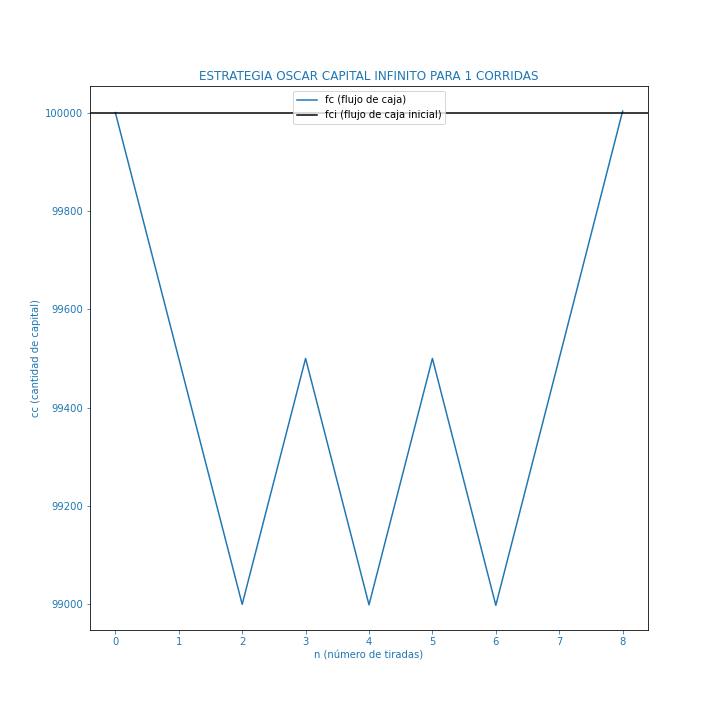 ESTRATEGIA OSCAR CAPITAL INFINITO PARA 1 CORRIDAS
fc (flujo de caja)
fci (flujo de caja inicial)
100000
99800
99600
99400
99200
99000
cc (cantidad de capital)
0 1 2 3 4 5 6 7 8
n (número de tiradas)